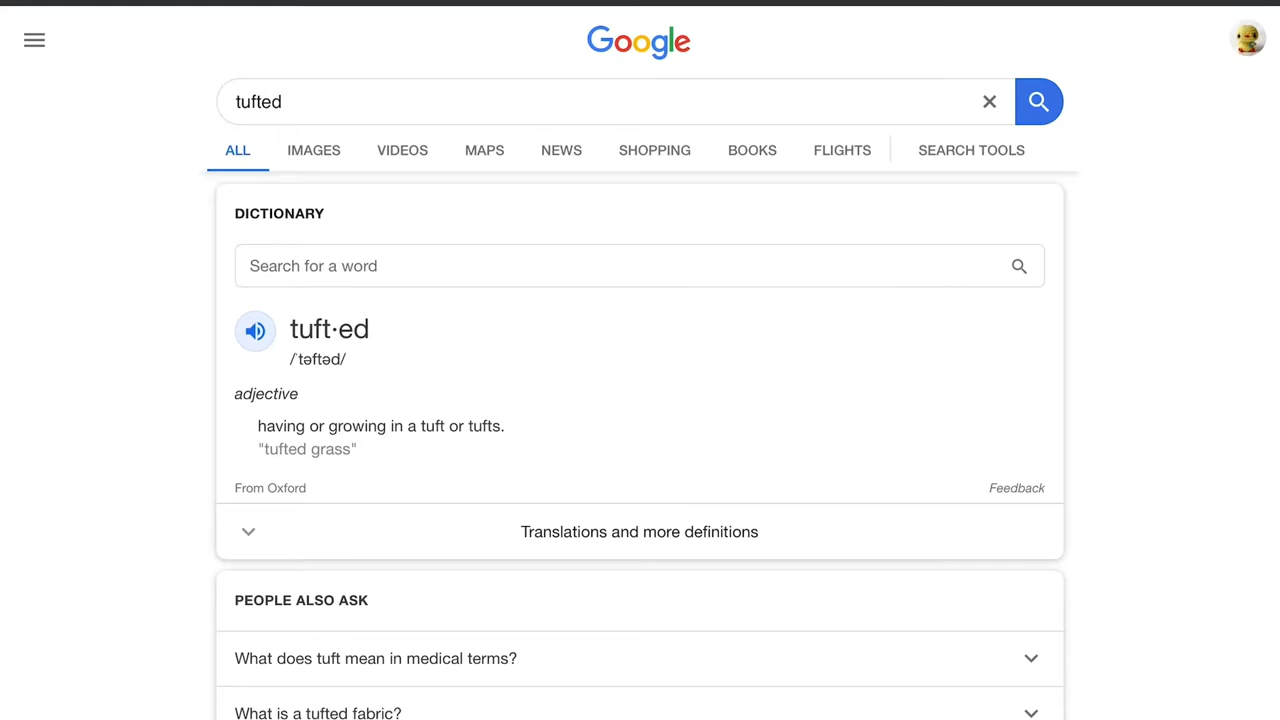 Google
tufted
ALL IMAGES VIDEOS MAPS NEWS SHOPPING BOOKS FLIGHTS SEARCH TOOLS
DICTIONARY
Search for a word
tuft·ed
/ˈtəftəd/
adjective
having or growing in a tuft or tufts.
"tufted grass"
From Oxford Feedback
Translations and more definitions
PEOPLE ALSO ASK
What does tuft mean in medical terms?
What is a tufted fabric?